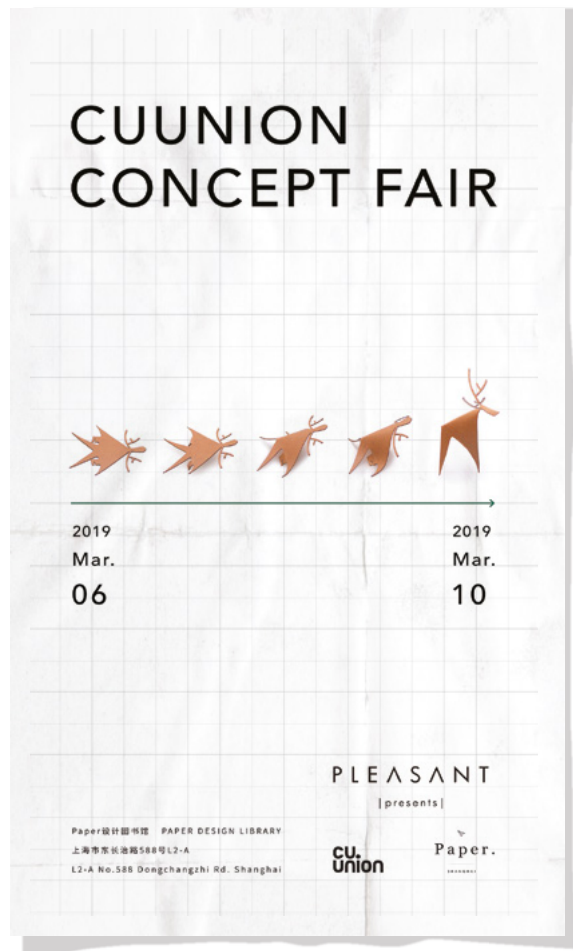 CUUNION
CONCEPT FAIR
2019
Mar.
06
2019
Mar.
10
PLEASANT
|presents|
Paper设计图书馆 PAPER DESIGN LIBRARY
上海市东长治路588号L2-A
L2-A No.588 Dongchangzhi Rd. Shanghai
cu.
union
Paper.
SHANGHAI